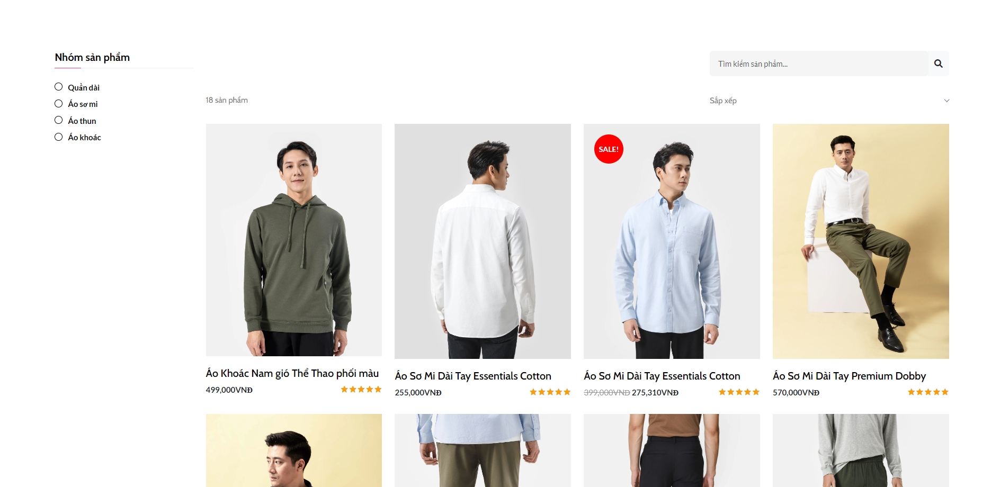 Nhóm sản phẩm
Quần dài
Áo sơ mi
Áo thun
Áo khoác
Tìm kiếm sản phẩm...
18 sản phẩm
Sắp xếp
SALE!
Áo Khoác Nam gió Thể Thao phối màu
499,000VNĐ
Áo Sơ Mi Dài Tay Essentials Cotton
255,000VNĐ
Áo Sơ Mi Dài Tay Essentials Cotton
399,000VNĐ 275,310VNĐ
Áo Sơ Mi Dài Tay Premium Dobby
570,000VNĐ